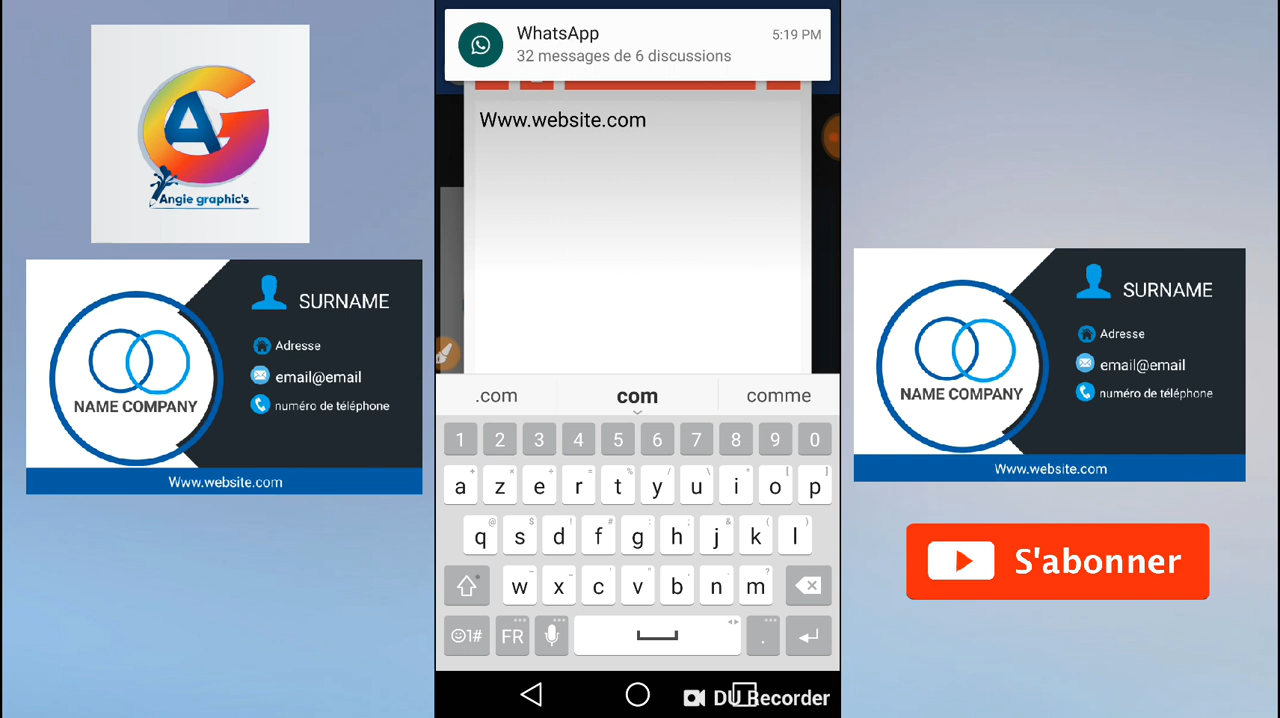 AG
Angie graphic's
SURNAME
Adresse
email@email
numéro de téléphone
NAME COMPANY
Www.website.com
WhatsApp
5:19 PM
32 messages de 6 discussions
Www.website.com
.com com comme
1 2 3 4 5 6 7 8 9 0
a z e r t y u i o p
q s d f g h j k l
w x c v b n m
☺1# FR .
DU Recorder
SURNAME
Adresse
email@email
numéro de téléphone
NAME COMPANY
Www.website.com
S'abonner